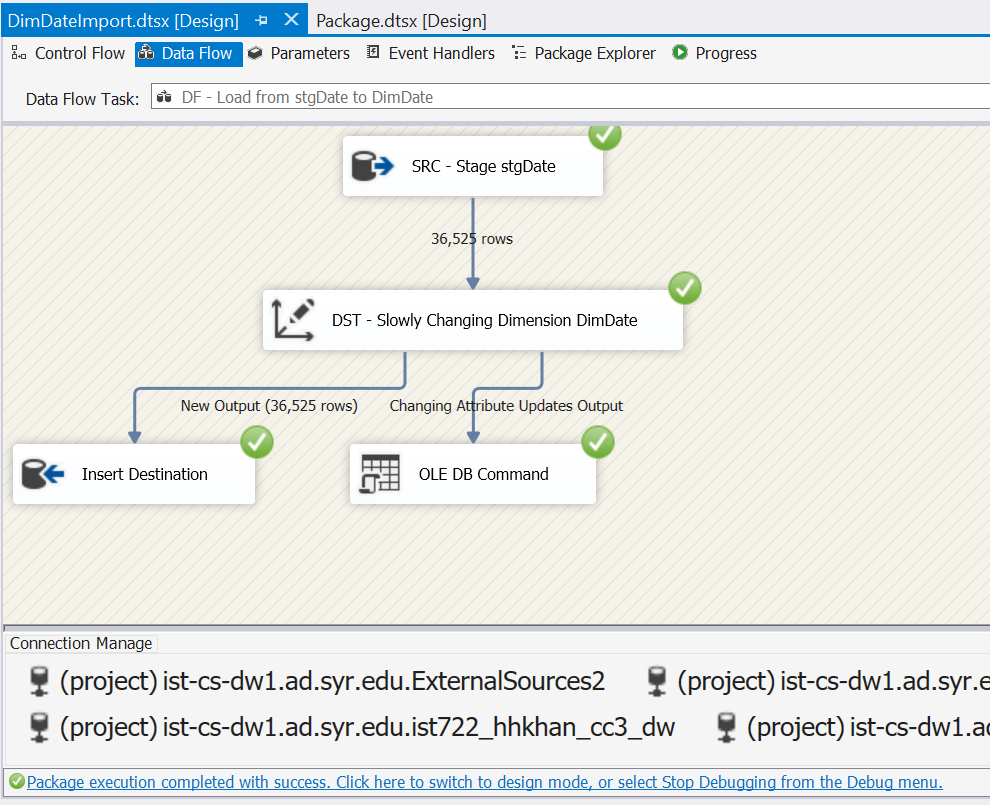 DimDateImport.dtsx [Design] Package.dtsx [Design]
Control Flow Data Flow Parameters Event Handlers Package Explorer Progress
Data Flow Task: DF - Load from stgDate to DimDate
SRC - Stage stgDate
36,525 rows
DST - Slowly Changing Dimension DimDate
New Output (36,525 rows) Changing Attribute Updates Output
Insert Destination OLE DB Command
Connection Manage
(project) ist-cs-dw1.ad.syr.edu.ExternalSources2 (project) ist-cs-dw1.ad.syr.e
(project) ist-cs-dw1.ad.syr.edu.ist722_hhkhan_cc3_dw (project) ist-cs-dw1.a
Package execution completed with success. Click here to switch to design mode, or select Stop Debugging from the Debug menu.